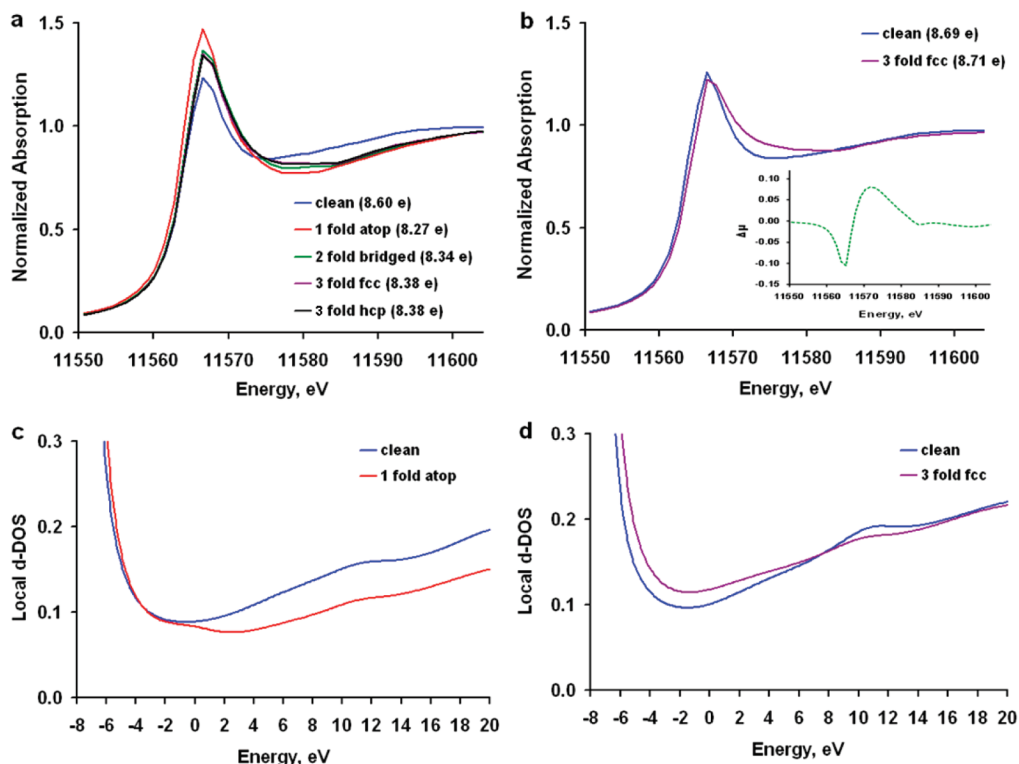 a
1.5
1.0
0.5
0.0
Normalized Absorption
clean (8.60 e)
1 fold atop (8.27 e)
2 fold bridged (8.34 e)
3 fold fcc (8.38 e)
3 fold hcp (8.38 e)
11550 11560 11570 11580 11590 11600
Energy, eV
b
1.5
1.0
0.5
0.0
Normalized Absorption
clean (8.69 e)
3 fold fcc (8.71 e)
0.10
0.05
0.00
-0.05
-0.10
-0.15
Δμ
11550 11560 11570 11580 11590 11600
Energy, eV
11550 11560 11570 11580 11590 11600
Energy, eV
c
0.3
0.2
0.1
0.0
Local d-DOS
clean
1 fold atop
-8 -6 -4 -2 0 2 4 6 8 10 12 14 16 18 20
Energy, eV
d
0.3
0.2
0.1
0.0
Local d-DOS
clean
3 fold fcc
-8 -6 -4 -2 0 2 4 6 8 10 12 14 16 18 20
Energy, eV